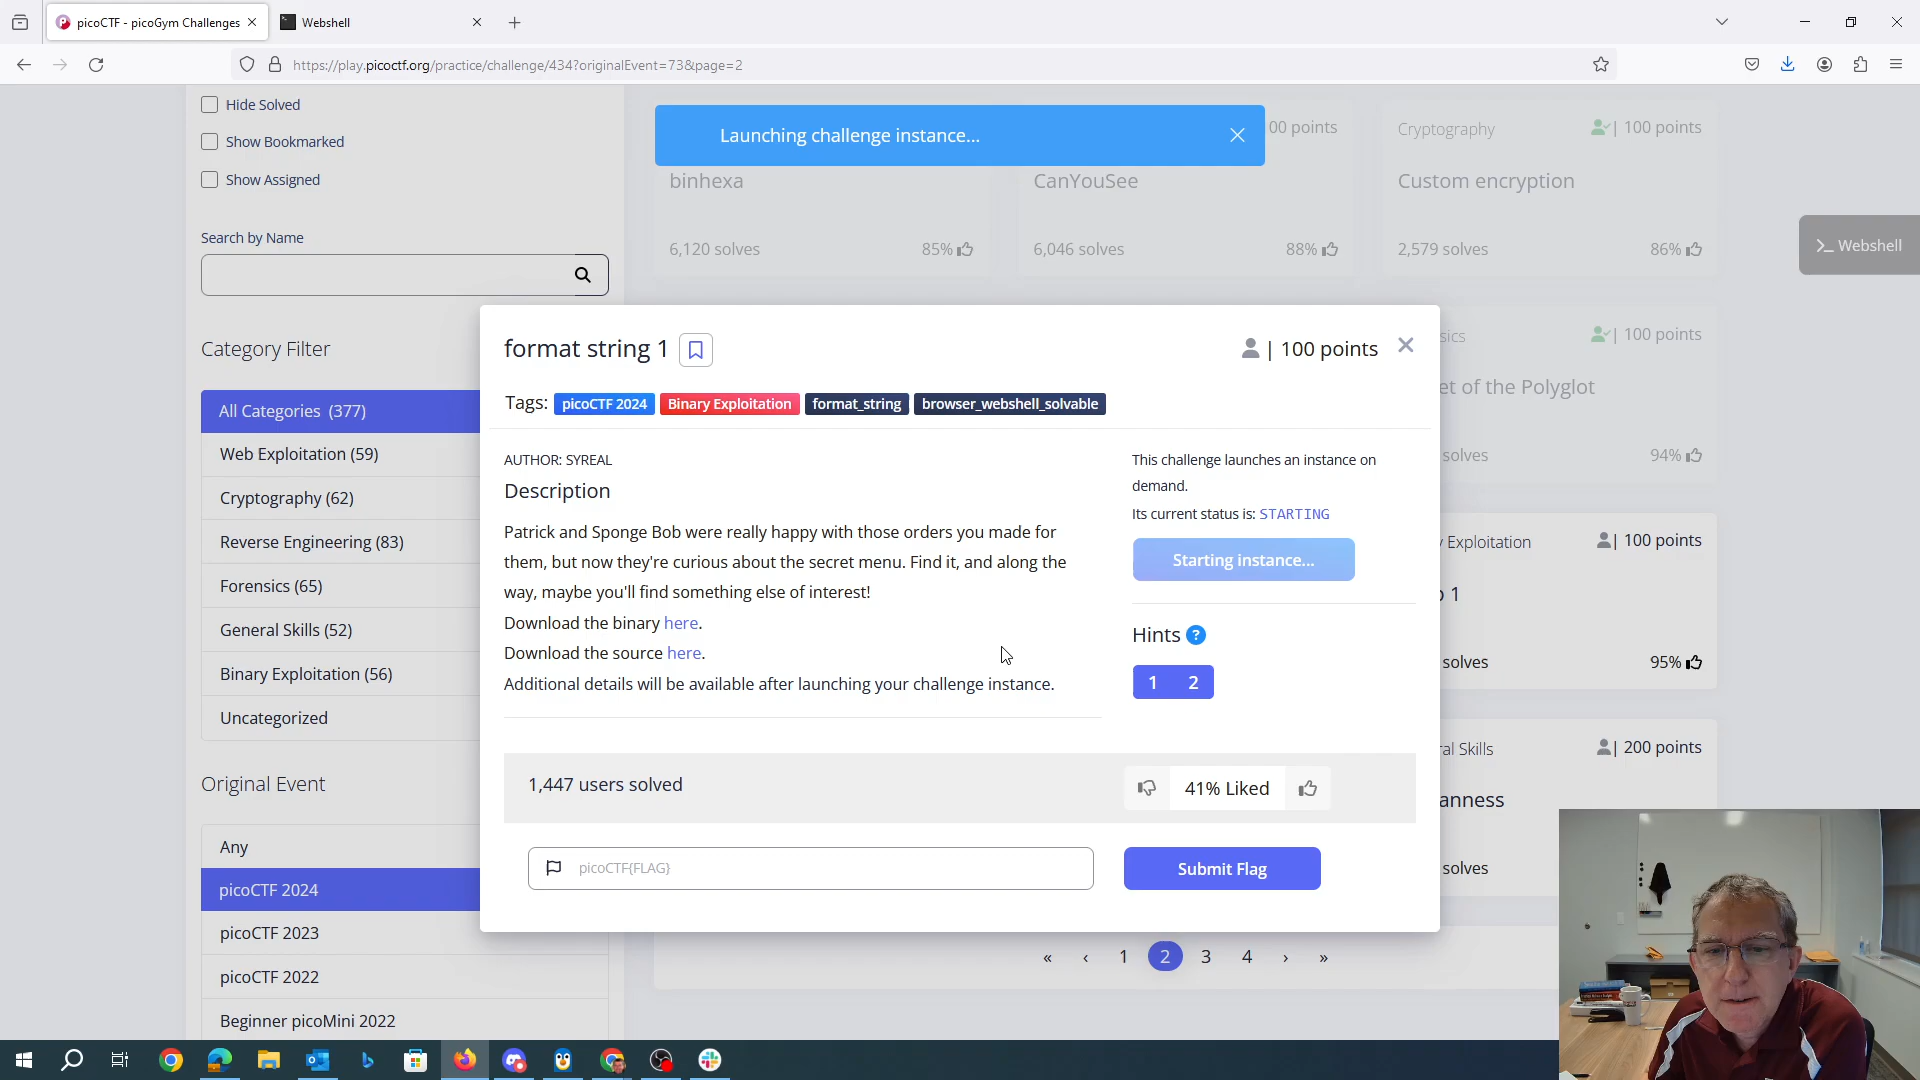 picoCTF - picoGym Challenges
Webshell
https://play.picoctf.org/practice/challenge/434?originalEvent=73&page=2
Hide Solved
Show Bookmarked
Show Assigned
Search by Name
Category Filter
All Categories (377)
Web Exploitation (59)
Cryptography (62)
Reverse Engineering (83)
Forensics (65)
General Skills (52)
Binary Exploitation (56)
Uncategorized
Original Event
Any
picoCTF 2024
picoCTF 2023
picoCTF 2022
Beginner picoMini 2022
Launching challenge instance...
00 points
binhexa
6,120 solves
85%
CanYouSee
6,046 solves
88%
Cryptography
| 100 points
Custom encryption
2,579 solves
86%
>_ Webshell
format string 1
| 100 points
Tags: picoCTF 2024 Binary Exploitation format_string browser_webshell_solvable
AUTHOR: SYREAL
Description
Patrick and Sponge Bob were really happy with those orders you made for
them, but now they're curious about the secret menu. Find it, and along the
way, maybe you'll find something else of interest!
Download the binary here.
Download the source here.
Additional details will be available after launching your challenge instance.
This challenge launches an instance on
demand.
Its current status is: STARTING
Starting instance...
Hints ?
1 2
1,447 users solved
41% Liked
picoCTF{FLAG}
Submit Flag
sics
| 100 points
et of the Polyglot
solves
94%
Exploitation
| 100 points
1
solves
95%
al Skills
| 200 points
anness
solves
« ‹ 1 2 3 4 › »